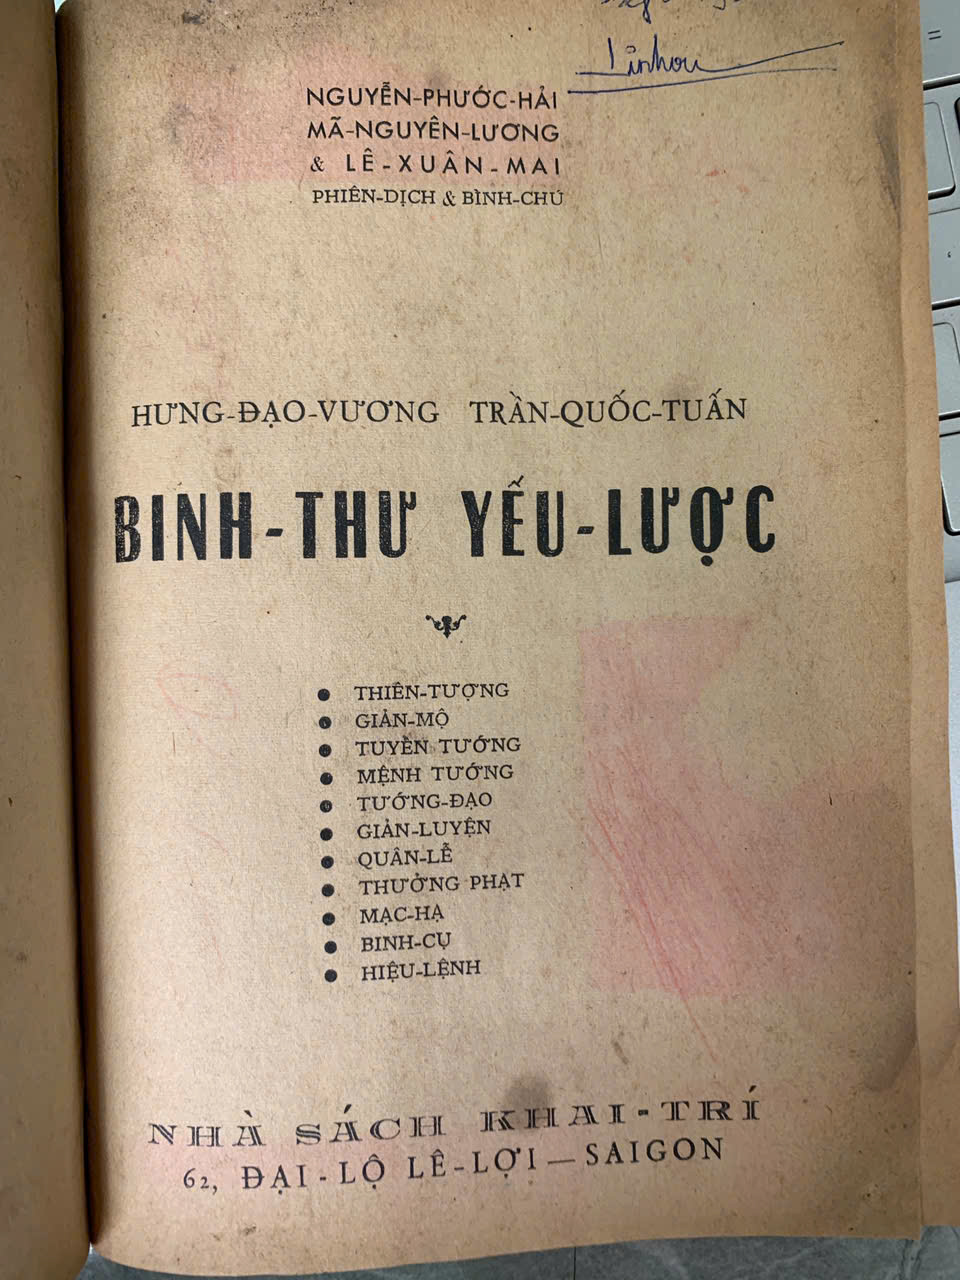 NGUYỄN-PHƯỚC-HẢI
MÃ-NGUYÊN-LƯƠNG
& LÊ-XUÂN-MAI
PHIÊN-DỊCH & BÌNH-CHÚ
HƯNG-ĐẠO-VƯƠNG TRẦN-QUỐC-TUẤN
BINH-THƯ YẾU-LƯỢC
● THIÊN-TƯỢNG
● GIẢN-MỘ
● TUYỂN TƯỚNG
● MỆNH TƯỚNG
● TƯỚNG-ĐẠO
● GIẢN-LUYỆN
● QUÂN-LỄ
● THƯỞNG PHẠT
● MẠC-HẠ
● BINH-CỤ
● HIỆU-LỆNH
NHÀ SÁCH KHAI-TRÍ
62, ĐẠI-LỘ LÊ-LỢI — SAIGON